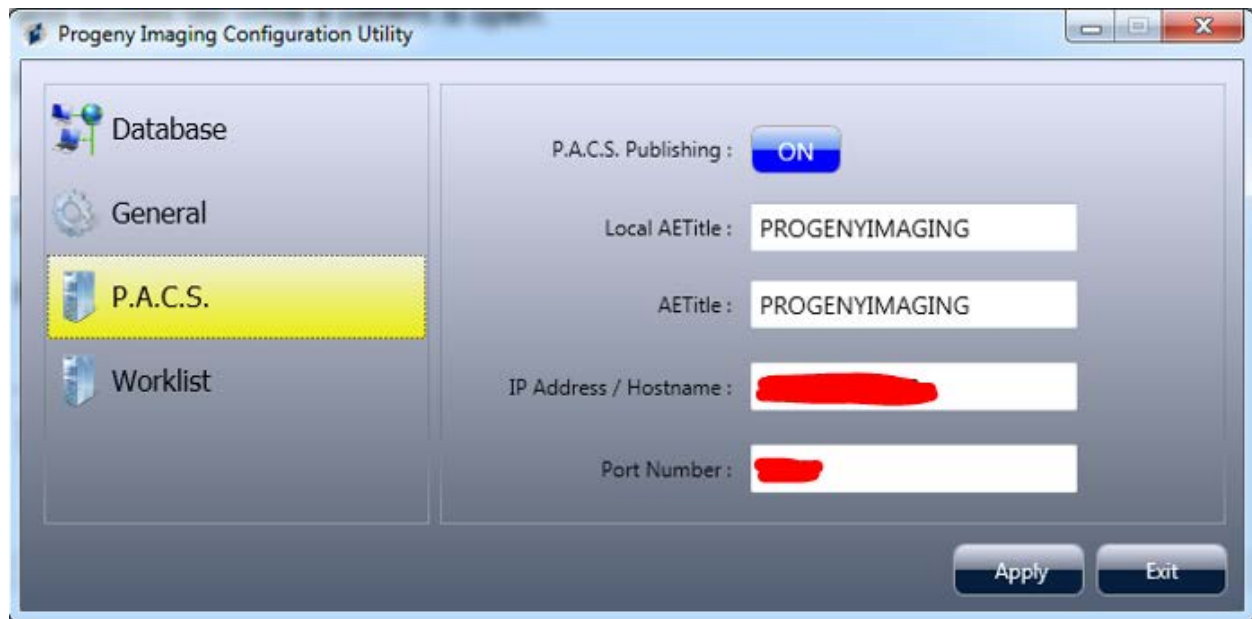 Progeny Imaging Configuration Utility
Database
General
P.A.C.S.
Worklist
P.A.C.S. Publishing :
ON
Local AETitle :
PROGENYIMAGING
AETitle :
PROGENYIMAGING
IP Address / Hostname :
Port Number :
Apply
Exit